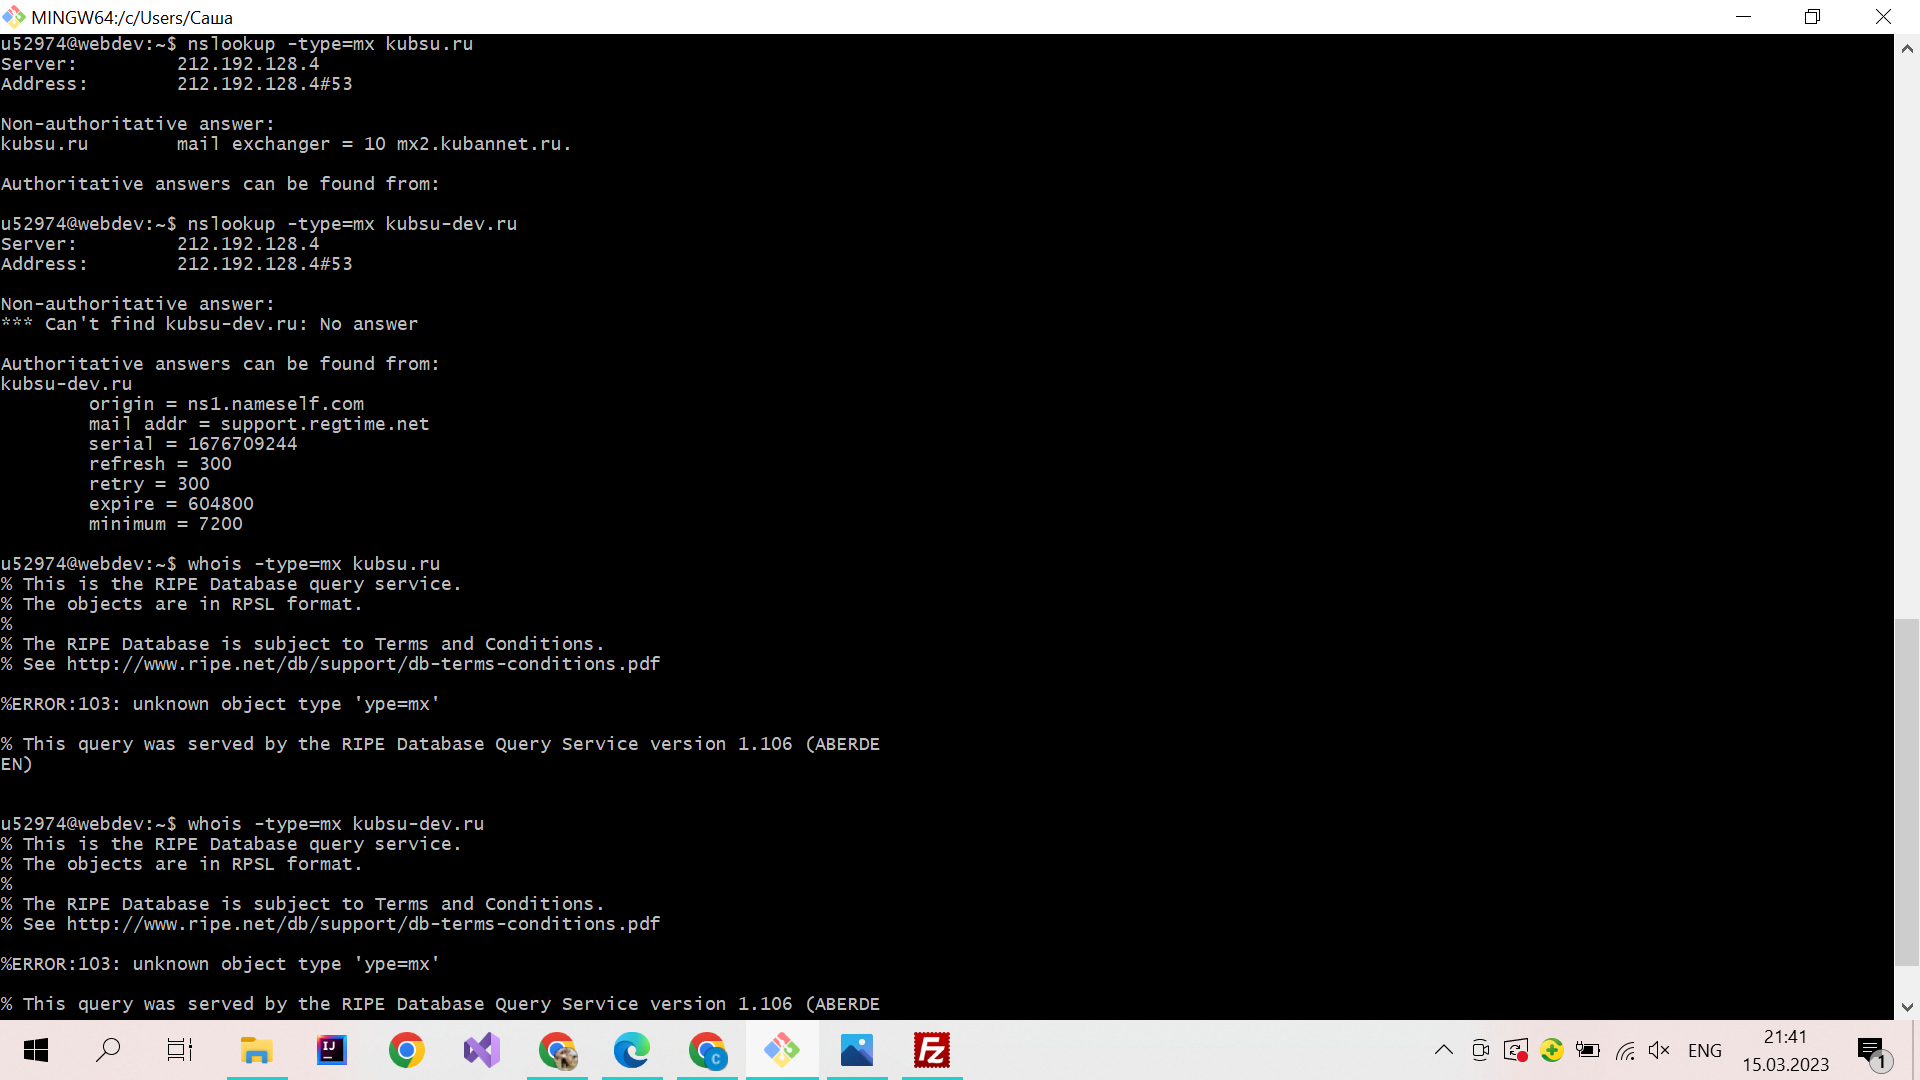 MINGW64:/c/Users/Саша
u52974@webdev:~$ nslookup -type=mx kubsu.ru
Server:         212.192.128.4
Address:        212.192.128.4#53

Non-authoritative answer:
kubsu.ru        mail exchanger = 10 mx2.kubannet.ru.

Authoritative answers can be found from:

u52974@webdev:~$ nslookup -type=mx kubsu-dev.ru
Server:         212.192.128.4
Address:        212.192.128.4#53

Non-authoritative answer:
*** Can't find kubsu-dev.ru: No answer

Authoritative answers can be found from:
kubsu-dev.ru
        origin = ns1.nameself.com
        mail addr = support.regtime.net
        serial = 1676709244
        refresh = 300
        retry = 300
        expire = 604800
        minimum = 7200

u52974@webdev:~$ whois -type=mx kubsu.ru
% This is the RIPE Database query service.
% The objects are in RPSL format.
%
% The RIPE Database is subject to Terms and Conditions.
% See http://www.ripe.net/db/support/db-terms-conditions.pdf

%ERROR:103: unknown object type 'ype=mx'

% This query was served by the RIPE Database Query Service version 1.106 (ABERDE
EN)

u52974@webdev:~$ whois -type=mx kubsu-dev.ru
% This is the RIPE Database query service.
% The objects are in RPSL format.
%
% The RIPE Database is subject to Terms and Conditions.
% See http://www.ripe.net/db/support/db-terms-conditions.pdf

%ERROR:103: unknown object type 'ype=mx'

% This query was served by the RIPE Database Query Service version 1.106 (ABERDE
IJ
C
Fz
ENG
21:41
15.03.2023
1